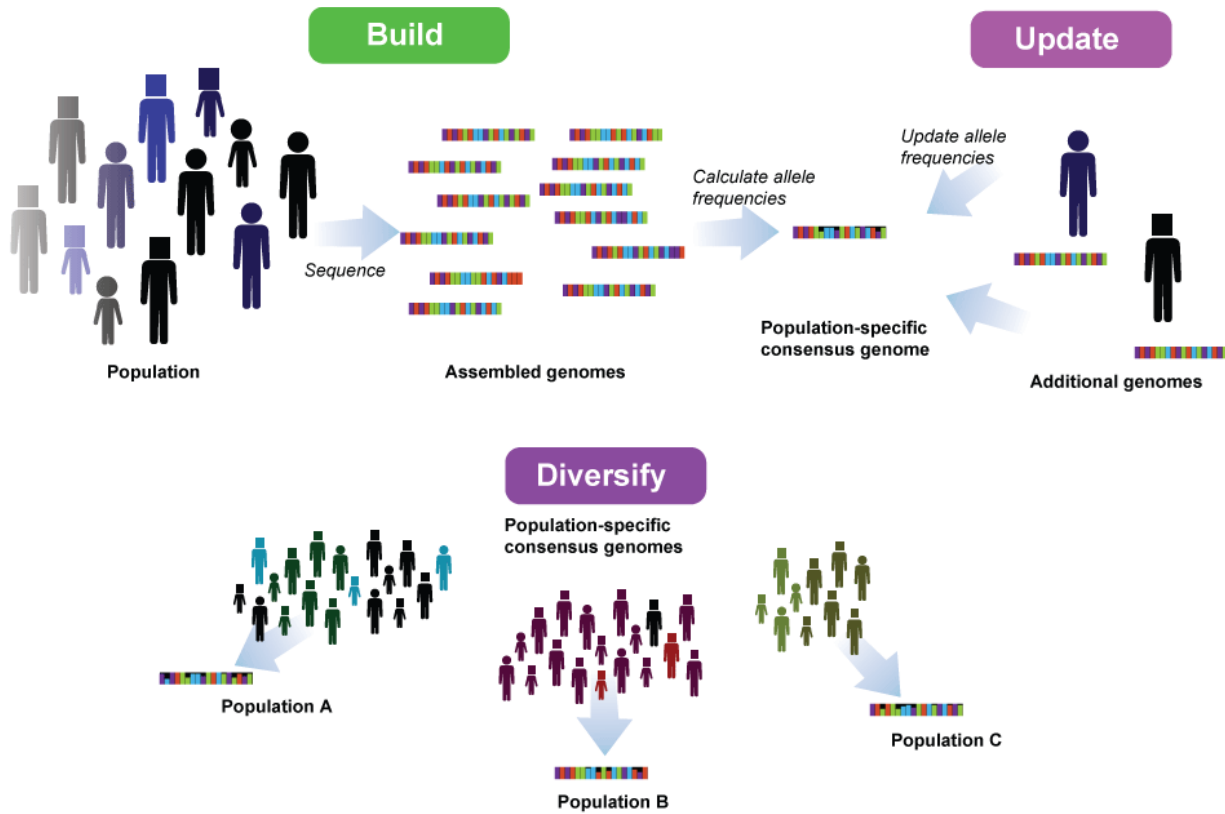 Build
Update
Update allele
frequencies
Calculate allele
frequencies
Sequence
Population-specific
consensus genome
Population
Assembled genomes
Additional genomes
Diversify
Population-specific
consensus genomes
Population A
Population B
Population C